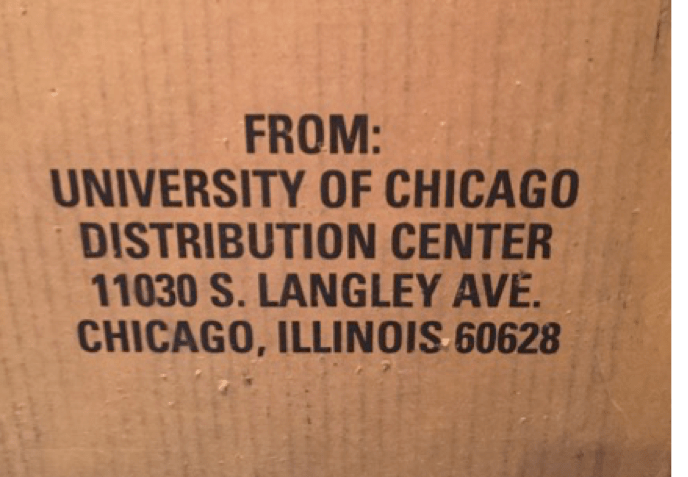 FROM:
UNIVERSITY OF CHICAGO
DISTRIBUTION CENTER
11030 S. LANGLEY AVE.
CHICAGO, ILLINOIS 60628